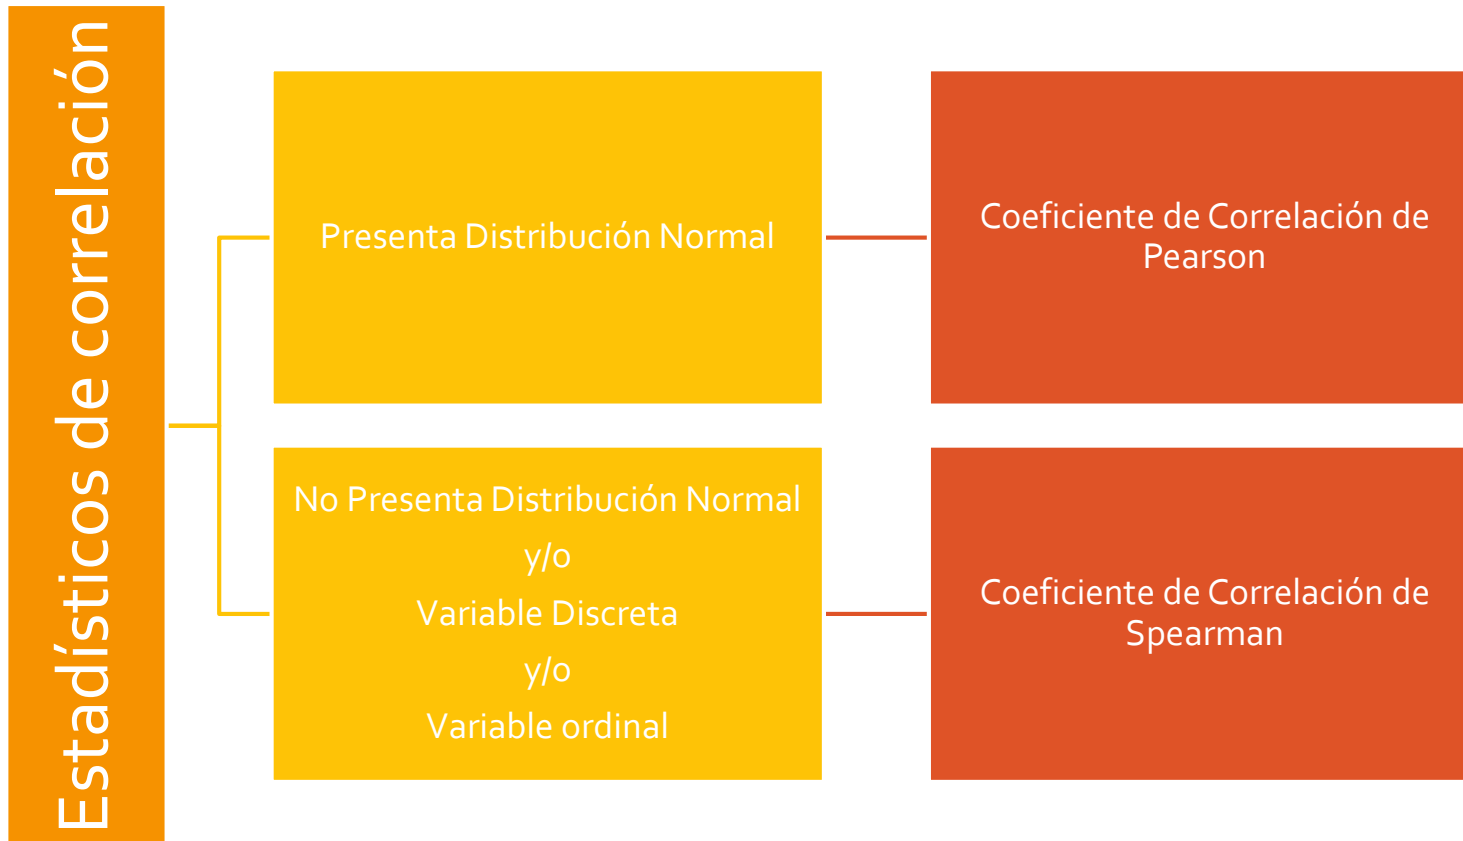 Estadísticos de correlación
Presenta Distribución Normal
Coeficiente de Correlación de
Pearson
No Presenta Distribución Normal
y/o
Variable Discreta
y/o
Variable ordinal
Coeficiente de Correlación de
Spearman